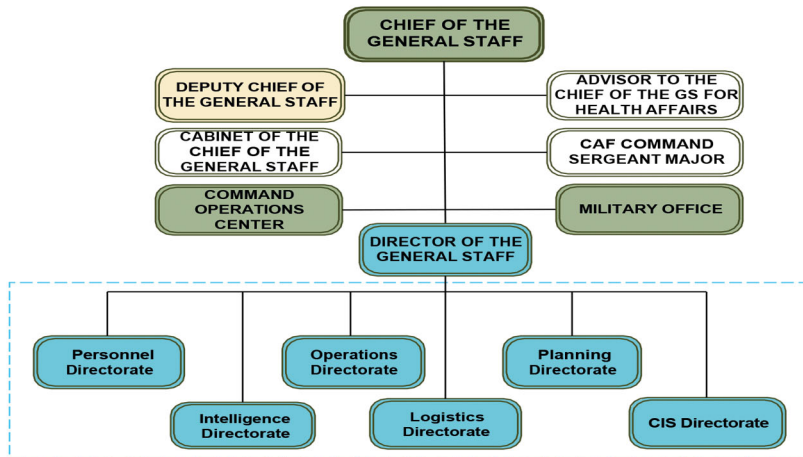 CHIEF OF THE
GENERAL STAFF
DEPUTY CHIEF OF
THE GENERAL STAFF
ADVISOR TO THE
CHIEF OF THE GS FOR
HEALTH AFFAIRS
CABINET OF THE
CHIEF OF THE
GENERAL STAFF
CAF COMMAND
SERGEANT MAJOR
COMMAND
OPERATIONS
CENTER
MILITARY OFFICE
DIRECTOR OF THE
GENERAL STAFF
Personnel
Directorate
Operations
Directorate
Planning
Directorate
Intelligence
Directorate
Logistics
Directorate
CIS Directorate